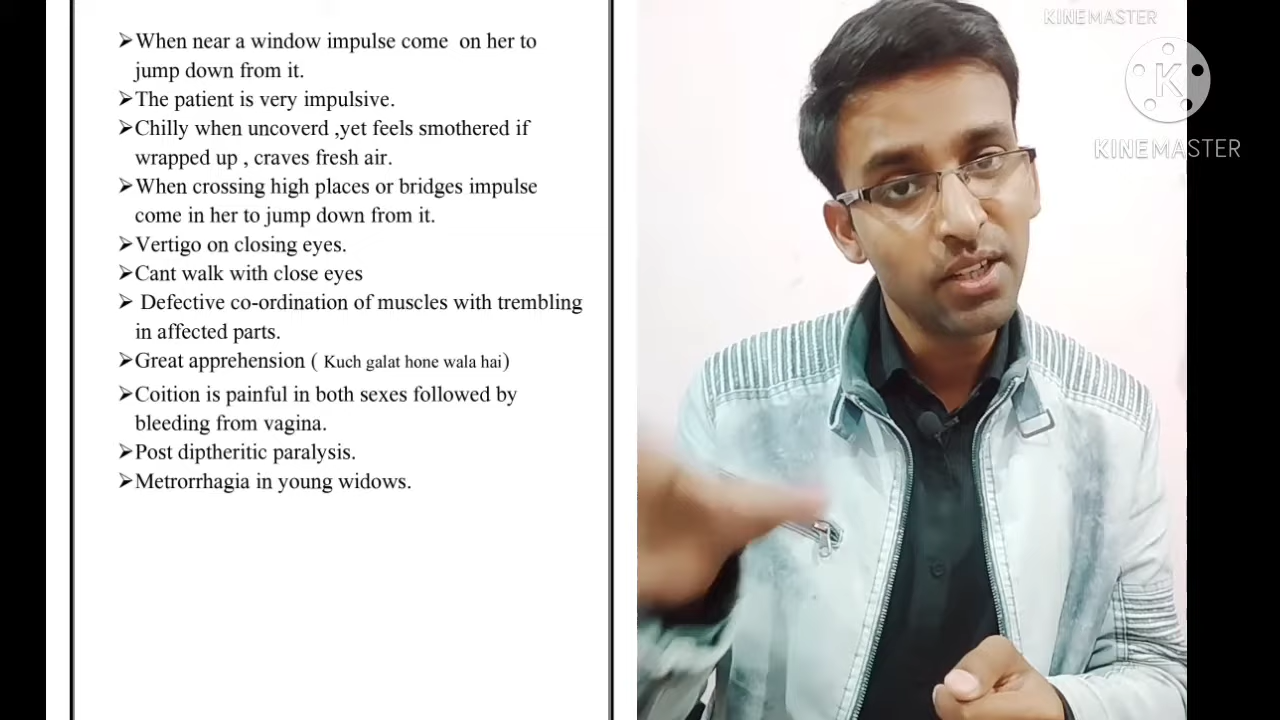 ➢When near a window impulse come on her to
jump down from it.
➢The patient is very impulsive.
➢Chilly when uncoverd ,yet feels smothered if
wrapped up , craves fresh air.
➢When crossing high places or bridges impulse
come in her to jump down from it.
➢Vertigo on closing eyes.
➢Cant walk with close eyes
➢ Defective co-ordination of muscles with trembling
in affected parts.
➢Great apprehension ( Kuch galat hone wala hai)
➢Coition is painful in both sexes followed by
bleeding from vagina.
➢Post diptheritic paralysis.
➢Metrorrhagia in young widows.
KINEMASTER
K
KINEMASTER